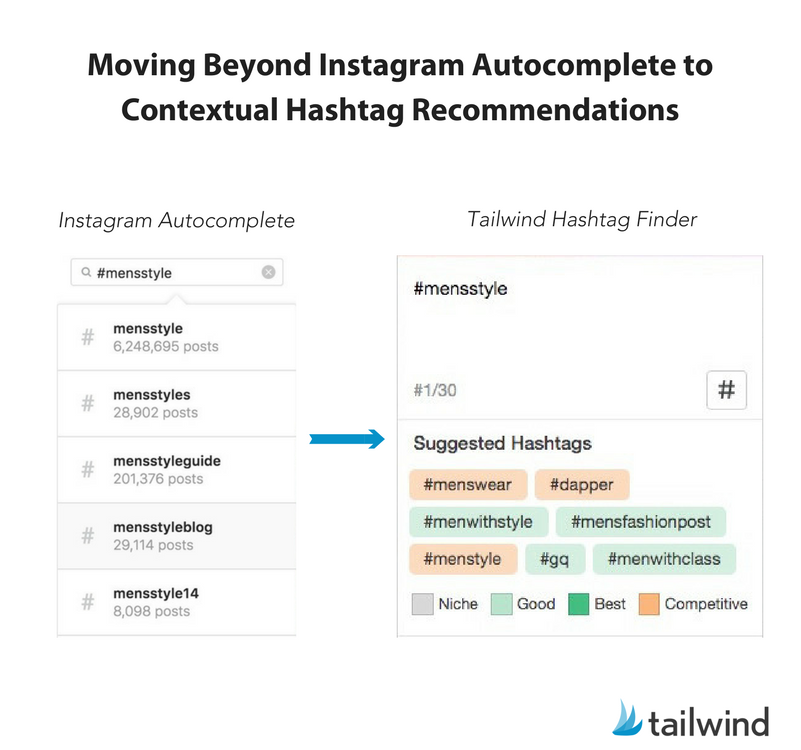 Moving Beyond Instagram Autocomplete to
Contextual Hashtag Recommendations
Instagram Autocomplete
#mensstyle
# mensstyle
6,248,695 posts
# mensstyles
28,902 posts
# mensstyleguide
201,376 posts
# mensstyleblog
29,114 posts
# mensstyle14
8,098 posts
Tailwind Hashtag Finder
#mensstyle
#1/30 #
Suggested Hashtags
#menswear #dapper
#menwithstyle #mensfashionpost
#menstyle #gq #menwithclass
Niche Good Best Competitive
tailwind